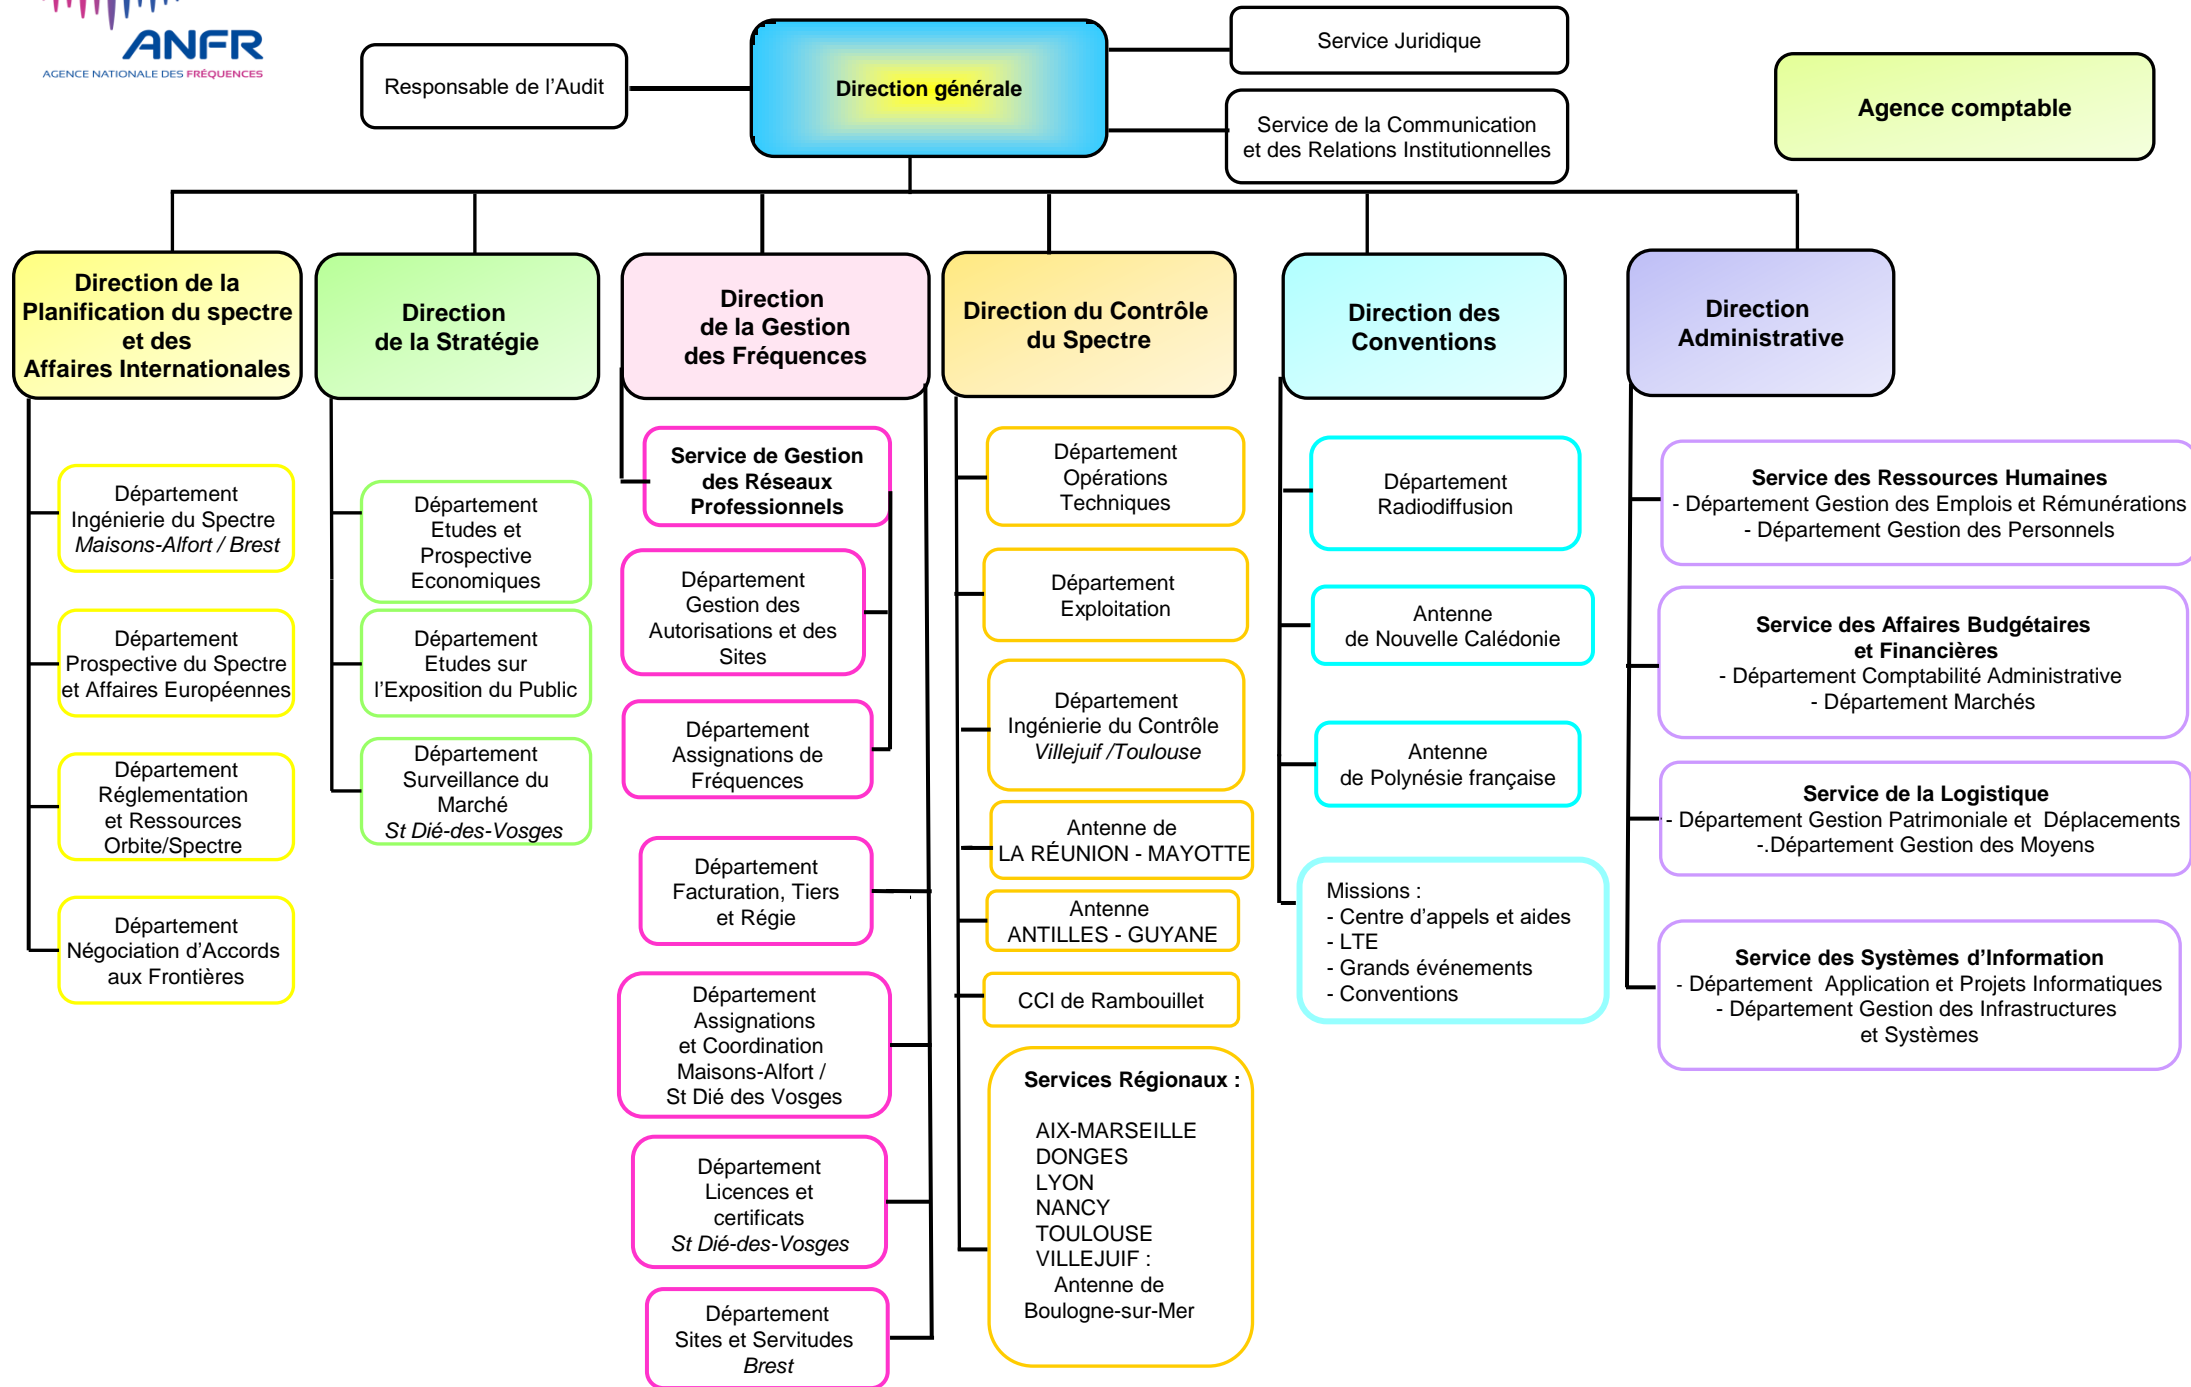 ANFR
AGENCE NATIONALE DES FRÉQUENCES
Responsable de l'Audit
Direction générale
Service Juridique
Service de la Communication
et des Relations Institutionnelles
Agence comptable
Direction de la
Planification du spectre
et des
Affaires Internationales
Département
Ingénierie du Spectre
Maisons-Alfort / Brest
Département
Prospective du Spectre
et Affaires Européennes
Département
Réglementation
et Ressources
Orbite/Spectre
Département
Négociation d'Accords
aux Frontières
Direction
de la Stratégie
Département
Etudes et
Prospective
Economiques
Département
Etudes sur
l'Exposition du Public
Département
Surveillance du
Marché
St Dié-des-Vosges
Direction
de la Gestion
des Fréquences
Service de Gestion
des Réseaux
Professionnels
Département
Gestion des
Autorisations et des
Sites
Département
Assignations de
Fréquences
Département
Facturation, Tiers
et Régie
Département
Assignations
et Coordination
Maisons-Alfort /
St Dié des Vosges
Département
Licences et
certificats
St Dié-des-Vosges
Département
Sites et Servitudes
Brest
Direction du Contrôle
du Spectre
Département
Opérations
Techniques
Département
Exploitation
Département
Ingénierie du Contrôle
Villejuif /Toulouse
Antenne de
LA RÉUNION - MAYOTTE
Antenne
ANTILLES - GUYANE
CCI de Rambouillet
Services Régionaux :
AIX-MARSEILLE
DONGES
LYON
NANCY
TOULOUSE
VILLEJUIF :
Antenne de
Boulogne-sur-Mer
Direction des
Conventions
Département
Radiodiffusion
Antenne
de Nouvelle Calédonie
Antenne
de Polynésie française
Missions :
- Centre d'appels et aides
- LTE
- Grands événements
- Conventions
Direction
Administrative
Service des Ressources Humaines
- Département Gestion des Emplois et Rémunérations
- Département Gestion des Personnels
Service des Affaires Budgétaires
et Financières
- Département Comptabilité Administrative
- Département Marchés
Service de la Logistique
- Département Gestion Patrimoniale et  Déplacements
-.Département Gestion des Moyens
Service des Systèmes d'Information
- Département  Application et Projets Informatiques
- Département Gestion des Infrastructures
et Systèmes